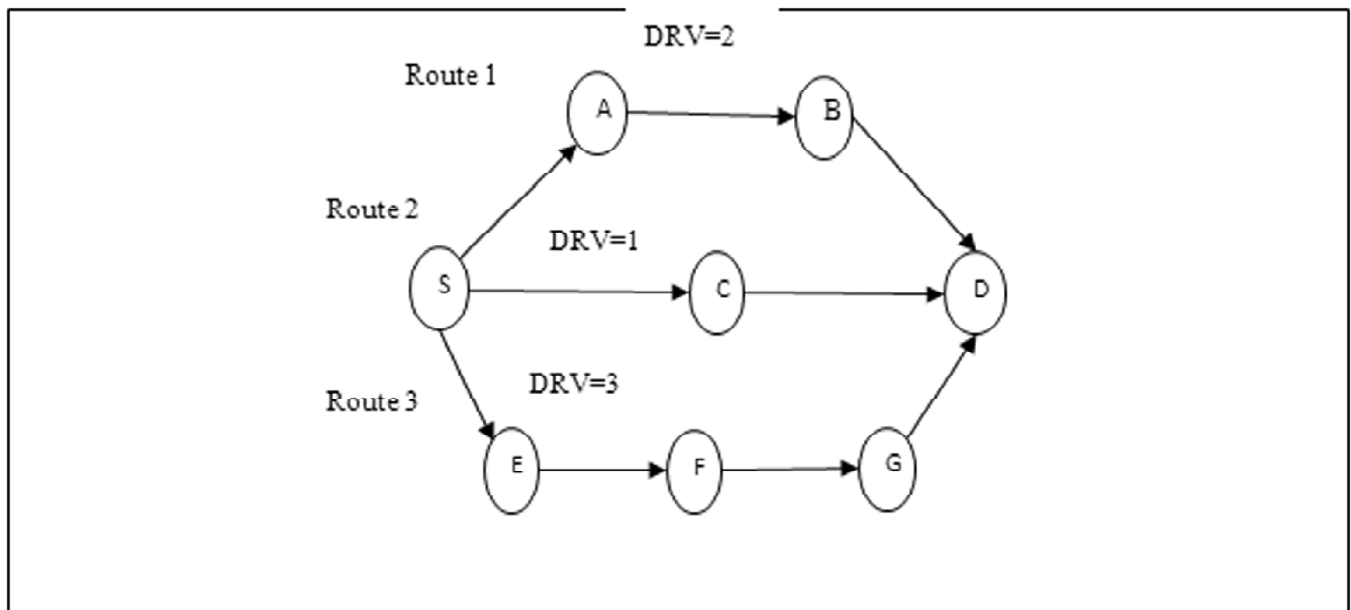 DRV=2
Route 1
A
B
Route 2
DRV=1
S
C
D
DRV=3
Route 3
E
F
G